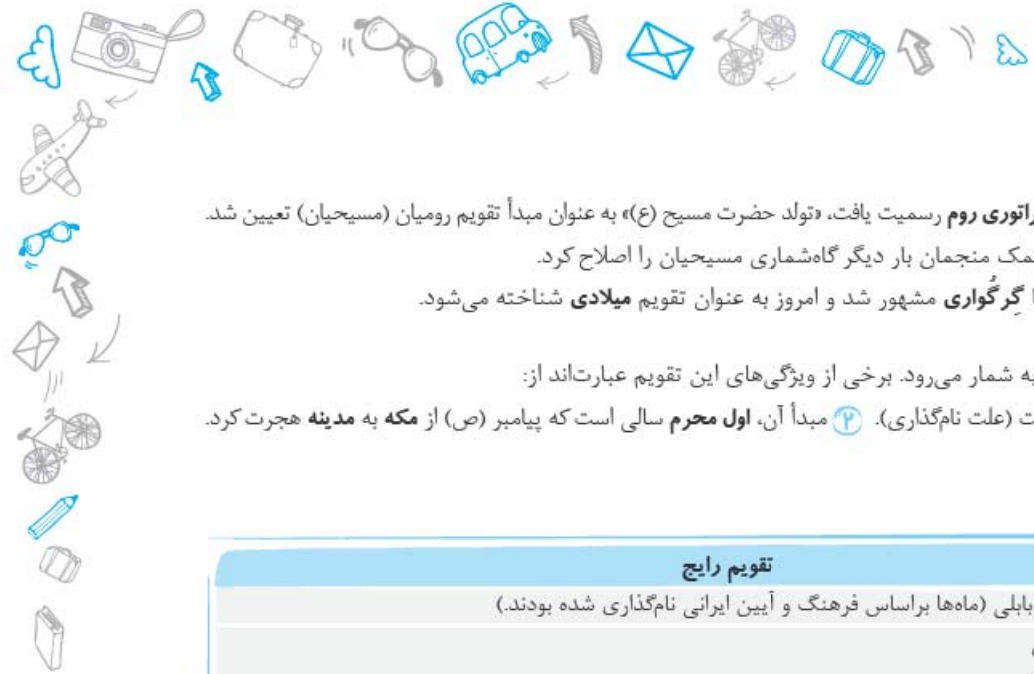 رسمیت یافت، «تولد حضرت مسیح (ع)» به عنوان مبدأ تقویم رومیان (مسیحیان) تعیین شد.
منجمان بار دیگر گاه‌شماری مسیحیان را اصلاح کرد.
گِرگُواری مشهور شد و امروز به عنوان تقویم میلادی شناخته می‌شود.
به شمار می‌رود. برخی از ویژگی‌های این تقویم عبارت‌اند از:
(علت نام‌گذاری). ۲ مبدأ آن، اول محرم سالی است که پیامبر (ص) از مکه به مدینه هجرت کرد.
تقویم رایج
بابلی (ماه‌ها براساس فرهنگ و آیین ایرانی نام‌گذاری شده بودند.)